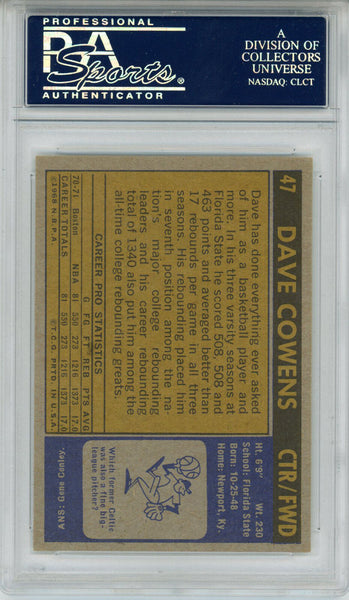 PROFESSIONAL
PSA
Sports
AUTHENTICATOR
A
DIVISION OF
COLLECTORS
UNIVERSE
NASDAQ: CLCT
47 DAVE COWENS CTR/FWD
Dave has done everything ever asked
of him as a basketball player and
more. In his three varsity seasons at
Florida State he scored 508, 508 and
463 points and averaged better than
17 rebounds per game in all three
seasons. His rebounding placed him
in seventh position among the na-
tion's major college rebounding
leaders and his career rebounding
total of 1340 also put him among the
all-time college rebounding greats.
Ht. 6'9" Wt. 230
School: Florida State
Born: 10-25-48
Home: Newport, Ky.
CAREER PRO STATISTICS
G FG FT REB PTS AVG
70-71 Boston NBA 81 550 273 1216 1373 17.0
CAREER TOTALS 81 550 273 1216 1373 17.0
©1968 N.B.P.A. ©T.C.G. PRTD. IN U.S.A.
Which former Celtic
was also a fine big-
league pitcher?
ANS: Gene Conley.